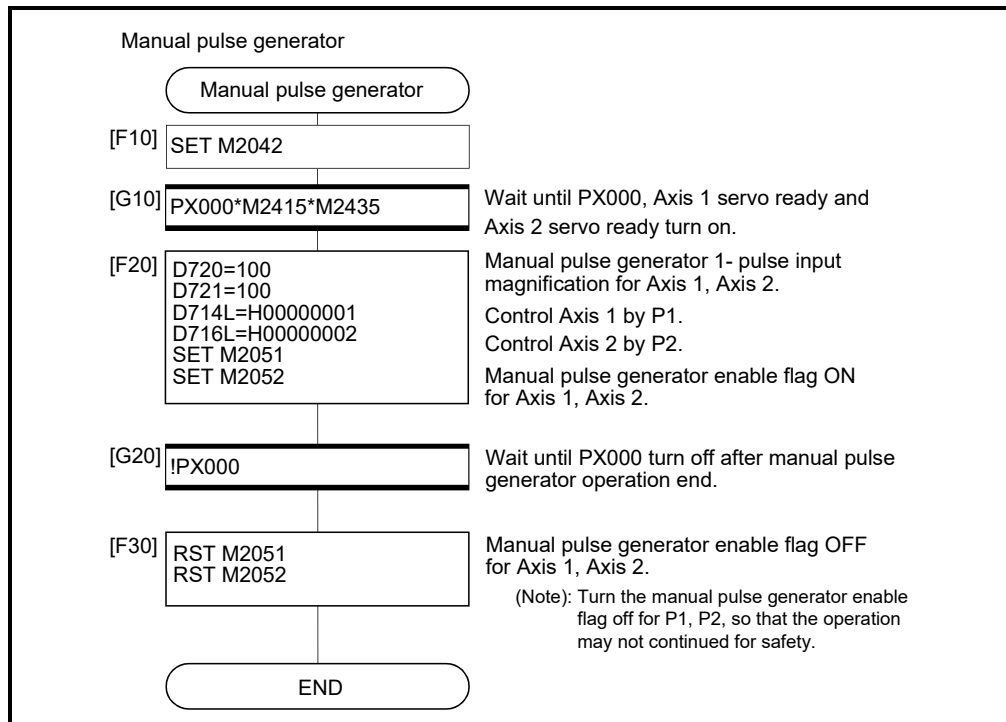 Manual pulse generator
Manual pulse generator
[F10]
SET M2042
[G10]
PX000*M2415*M2435
Wait until PX000, Axis 1 servo ready and
Axis 2 servo ready turn on.
[F20]
D720=100
D721=100
D714L=H00000001
D716L=H00000002
SET M2051
SET M2052
Manual pulse generator 1- pulse input
magnification for Axis 1, Axis 2.
Control Axis 1 by P1.
Control Axis 2 by P2.
Manual pulse generator enable flag ON
for Axis 1, Axis 2.
[G20]
!PX000
Wait until PX000 turn off after manual pulse
generator operation end.
[F30]
RST M2051
RST M2052
Manual pulse generator enable flag OFF
for Axis 1, Axis 2.
(Note): Turn the manual pulse generator enable
flag off for P1, P2, so that the operation
may not continued for safety.
END